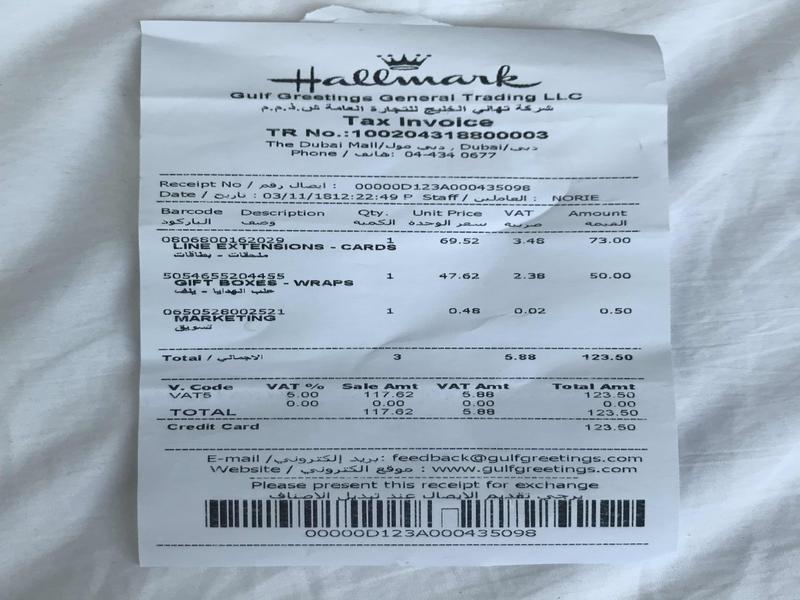 Hallmark
Gulf Greetings General Trading LLC
شركة تهاني الخليج للتجارة العامة ش.ذ.م.م
Tax Invoice
TR No.:100204318800003
The Dubai Mall/دبي مول , Dubai/دبي
Phone / هاتف: 04-434 0677
Receipt No / ايصال رقم : 00000D123A000435098
Date / تاريخ : 03/11/1812:22:49 P Staff / العاملين : NORIE
Barcode Description Qty. Unit Price VAT Amount
الباركود وصف الكميه سعر الوحده ضريبه القيمه
0806800162029 1 69.52 3.48 73.00
LINE EXTENSIONS - CARDS
ملحقات - بطاقات
5054655204455 1 47.62 2.38 50.00
GIFT BOXES - WRAPS
علب الهدايا - يلف
0650528002521 1 0.48 0.02 0.50
MARKETING
تسويق
Total / الاجمالي 3 5.88 123.50
V. Code VAT % Sale Amt VAT Amt Total Amt
VAT5 5.00 117.62 5.88 123.50
0.00 0.00 0.00 0.00
TOTAL 117.62 5.88 123.50
Credit Card 123.50
E-mail / بريد إلكتروني: feedback@gulfgreetings.com
Website / موقع الكتروني : www.gulfgreetings.com
Please present this receipt for exchange
يرجى تقديم الايصال عند تبديل الاصناف
00000D123A000435098